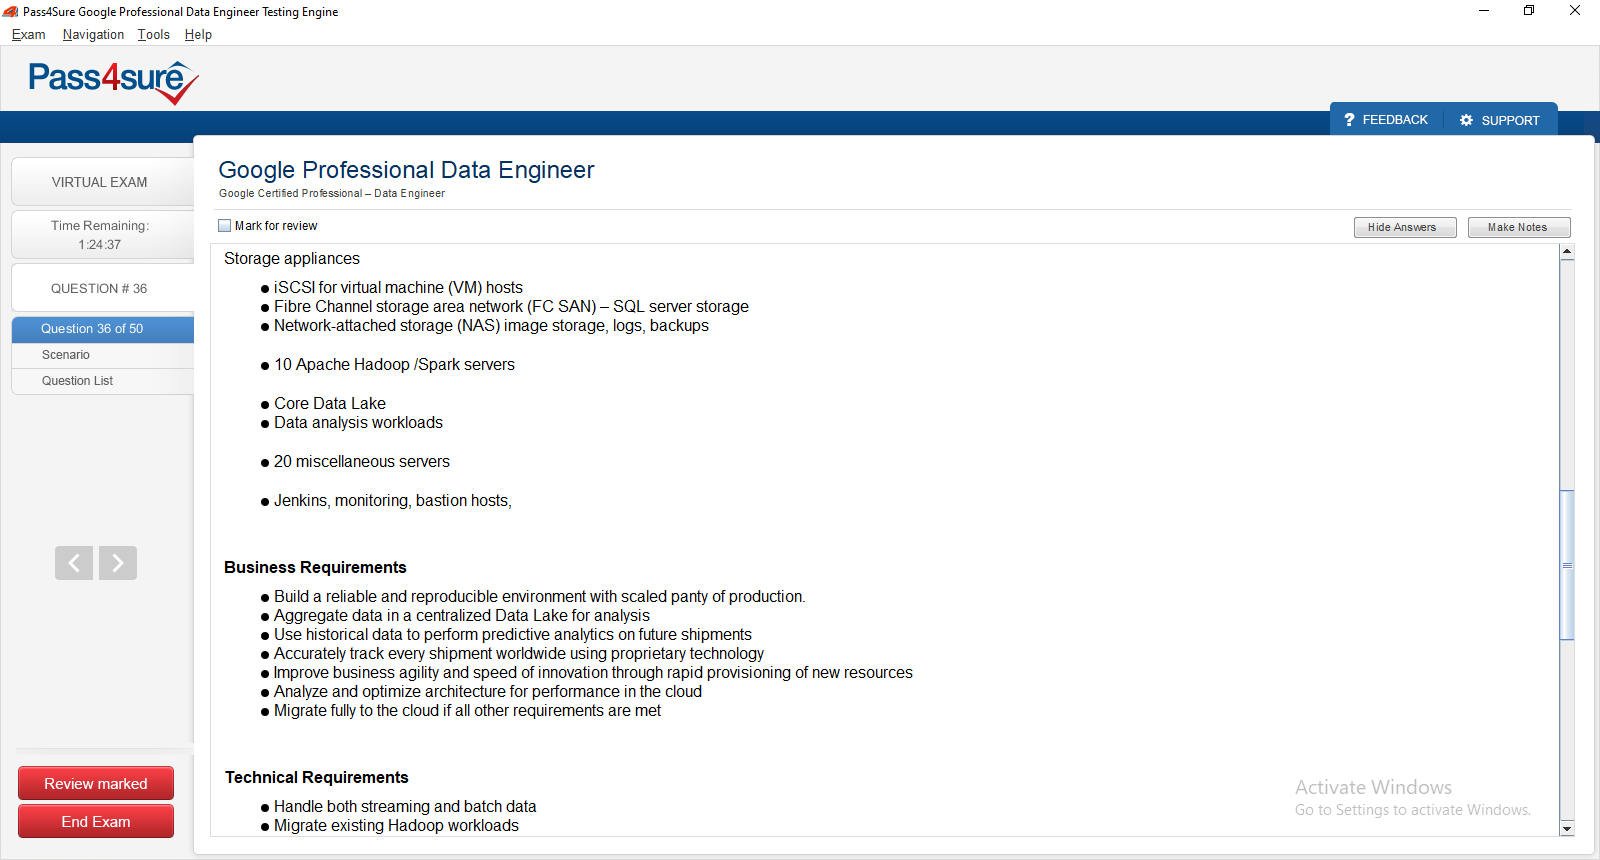 Pass4Sure Google Professional Data Engineer Testing Engine
Exam Navigation Tools Help
Pass4sure
? FEEDBACK SUPPORT
VIRTUAL EXAM
Time Remaining:
1:24:37
QUESTION # 36
Question 36 of 50
Scenario
Question List
Review marked
End Exam
Google Professional Data Engineer
Google Certified Professional – Data Engineer
Mark for review
Hide Answers
Make Notes
Storage appliances
● iSCSI for virtual machine (VM) hosts
● Fibre Channel storage area network (FC SAN) – SQL server storage
● Network-attached storage (NAS) image storage, logs, backups
● 10 Apache Hadoop /Spark servers
● Core Data Lake
● Data analysis workloads
● 20 miscellaneous servers
● Jenkins, monitoring, bastion hosts,
Business Requirements
● Build a reliable and reproducible environment with scaled panty of production.
● Aggregate data in a centralized Data Lake for analysis
● Use historical data to perform predictive analytics on future shipments
● Accurately track every shipment worldwide using proprietary technology
● Improve business agility and speed of innovation through rapid provisioning of new resources
● Analyze and optimize architecture for performance in the cloud
● Migrate fully to the cloud if all other requirements are met
Technical Requirements
● Handle both streaming and batch data
● Migrate existing Hadoop workloads
Activate Windows
Go to Settings to activate Windows.